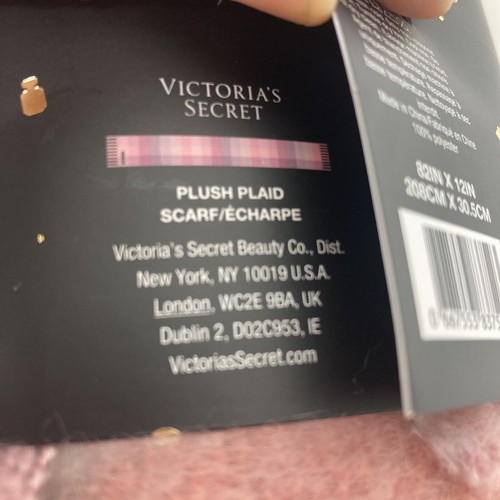 VICTORIA'S
SECRET
PLUSH PLAID
SCARF/ÉCHARPE
Victoria's Secret Beauty Co., Dist.
New York, NY 10019 U.S.A.
London, WC2E 9BA, UK
Dublin 2, D02C953, IE
VictoriasSecret.com
Made in China/Fabriqué en Chine
100% polyester
82IN X 12IN
208CM X 30.5CM